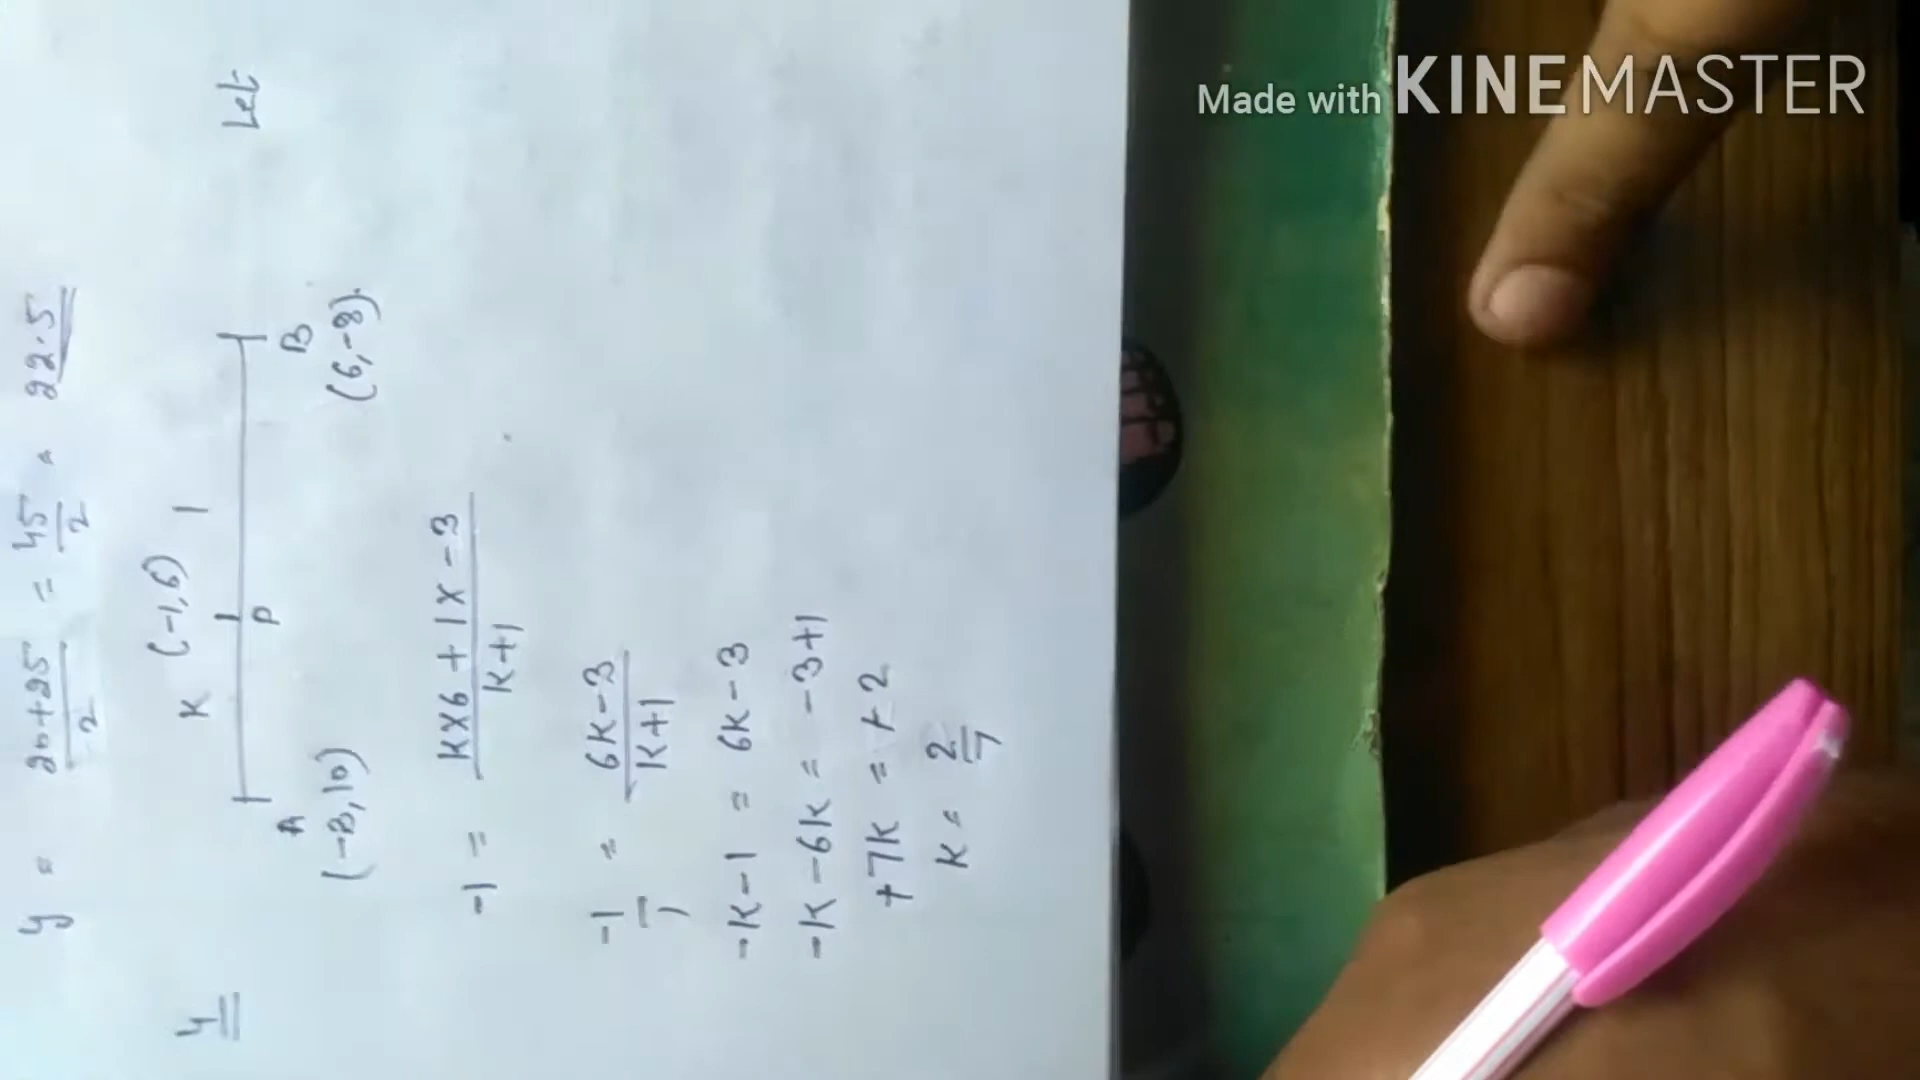 y = 20+25/2 = 45/2 = 22.5
4
K (-1,6) 1
Let
A P B
(-3,10) (6,-8).
-1 = K×6 + 1×-3/K+1
-1/1 = 6K-3/K+1
-K-1 = 6K-3
-K-6K = -3+1
+7K = +2
K = 2/7
Made with KINEMASTER